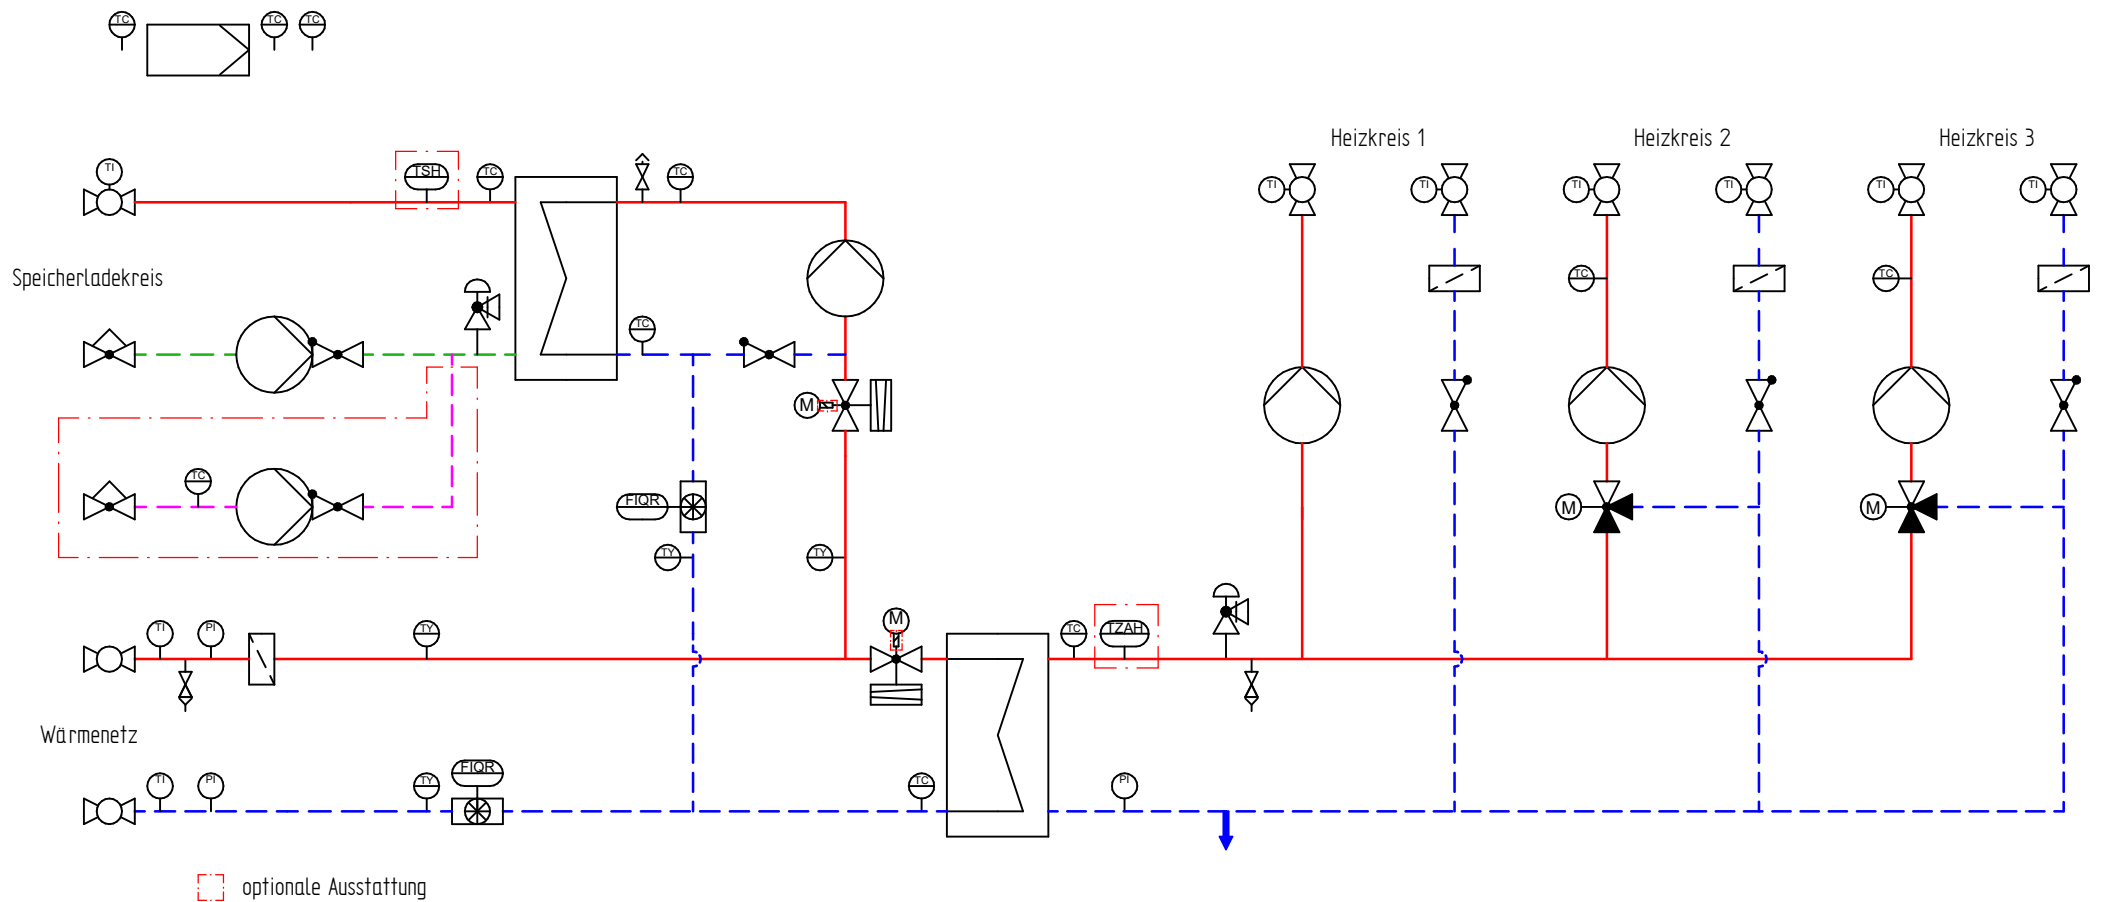 TC
TC
TC
Heizkreis 1
Heizkreis 2
Heizkreis 3
TI
TSH
TC
TC
TI
TI
TI
TI
TI
TI
Speicherladekreis
TC
TC
TC
M
TC
FIQR
M
M
TY
TY
TI
PI
TY
M
TC
TZAH
Wärmenetz
TI
PI
TY
FIQR
TC
PI
optionale Ausstattung